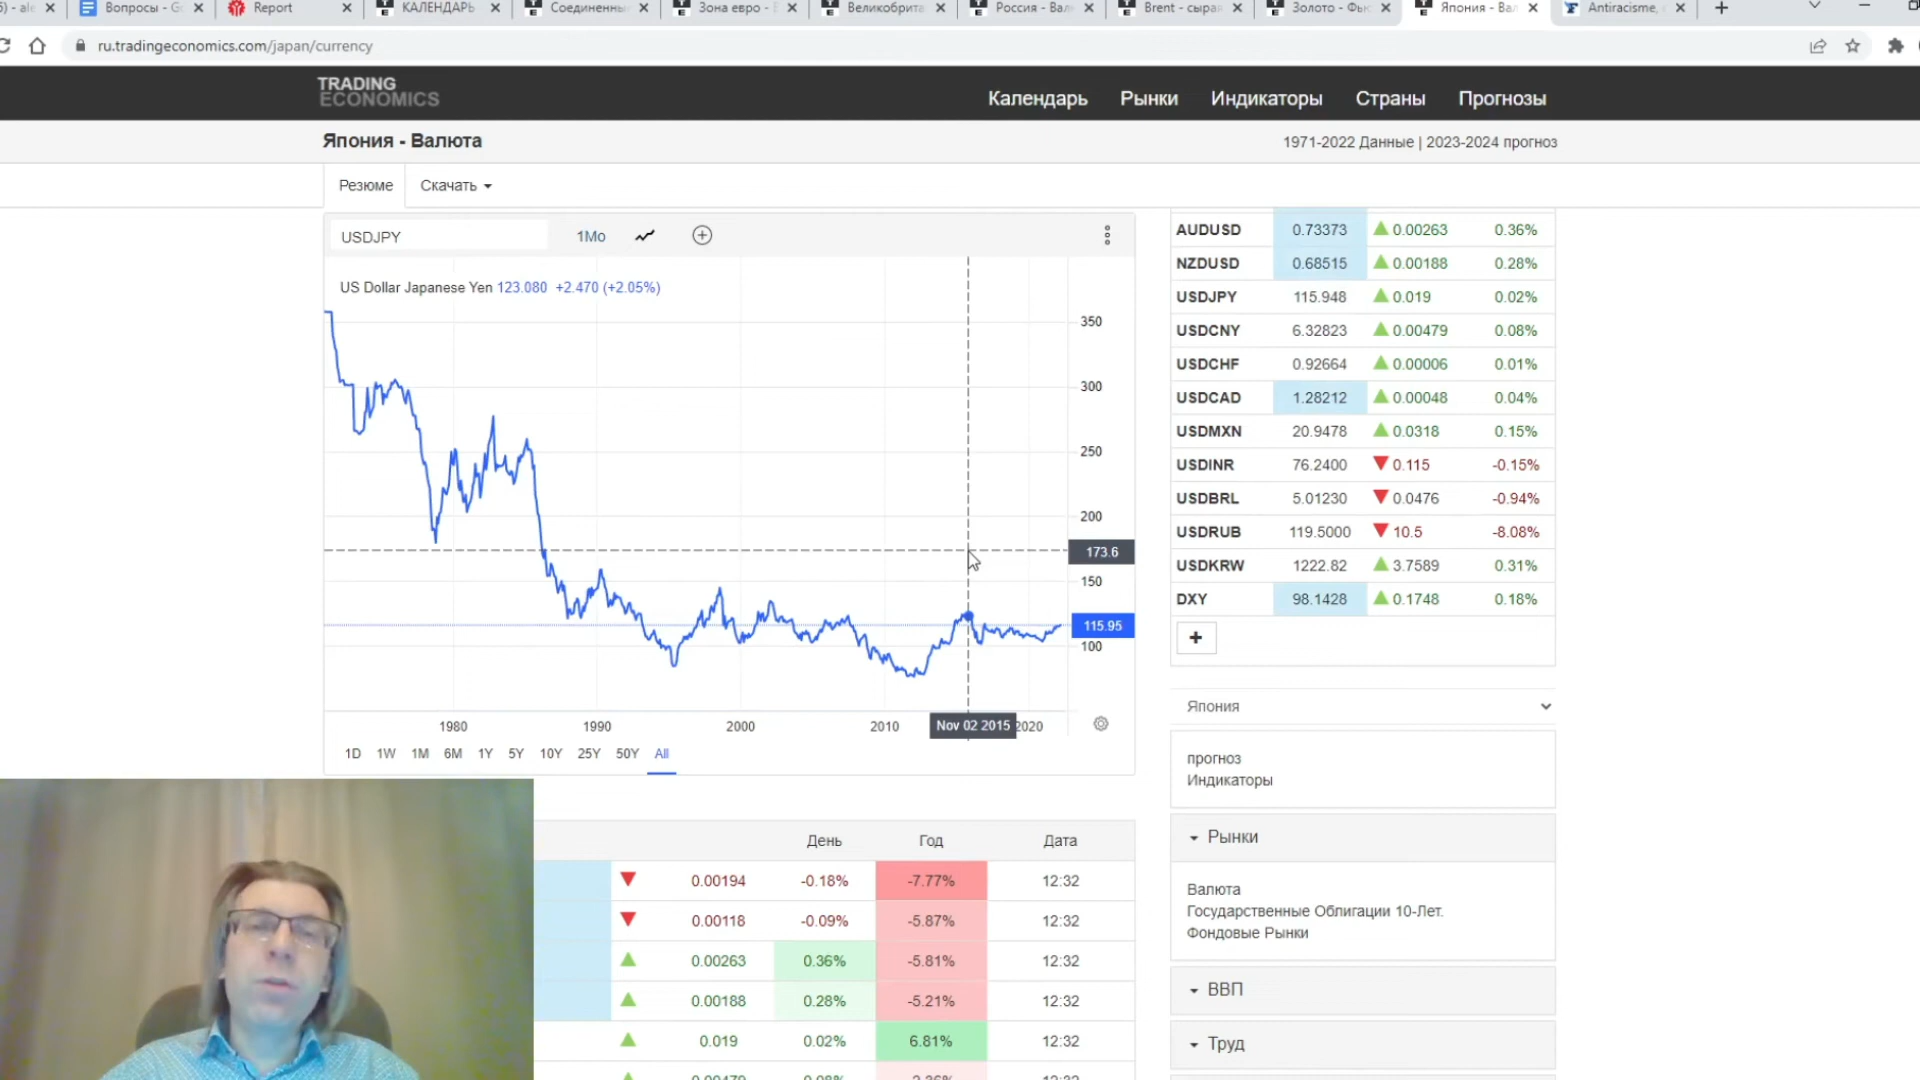 Вопросы - G
Report
КАЛЕНДАРЬ
Соединенны
Зона евро -
Великобрита
Россия - Вал
Brent - сырая
Золото - Фью
Япония - Вал
Antiracisme,
ru.tradingeconomics.com/japan/currency
TRADING
ECONOMICS
Календарь Рынки Индикаторы Страны Прогнозы
Япония - Валюта
1971-2022 Данные | 2023-2024 прогноз
Резюме Скачать
USDJPY 1Mo
US Dollar Japanese Yen 123.080 +2.470 (+2.05%)
350
300
250
200
173.6
150
115.95
100
1980 1990 2000 2010 Nov 02 2015 2020
1D 1W 1M 6M 1Y 5Y 10Y 25Y 50Y All
AUDUSD 0.73373 0.00263 0.36%
NZDUSD 0.68515 0.00188 0.28%
USDJPY 115.948 0.019 0.02%
USDCNY 6.32823 0.00479 0.08%
USDCHF 0.92664 0.00006 0.01%
USDCAD 1.28212 0.00048 0.04%
USDMXN 20.9478 0.0318 0.15%
USDINR 76.2400 0.115 -0.15%
USDBRL 5.01230 0.0476 -0.94%
USDRUB 119.5000 10.5 -8.08%
USDKRW 1222.82 3.7589 0.31%
DXY 98.1428 0.1748 0.18%
+
Япония
прогноз
Индикаторы
Рынки
Валюта
Государственные Облигации 10-Лет.
Фондовые Рынки
ВВП
Труд
День Год Дата
0.00194 -0.18% -7.77% 12:32
0.00118 -0.09% -5.87% 12:32
0.00263 0.36% -5.81% 12:32
0.00188 0.28% -5.21% 12:32
0.019 0.02% 6.81% 12:32